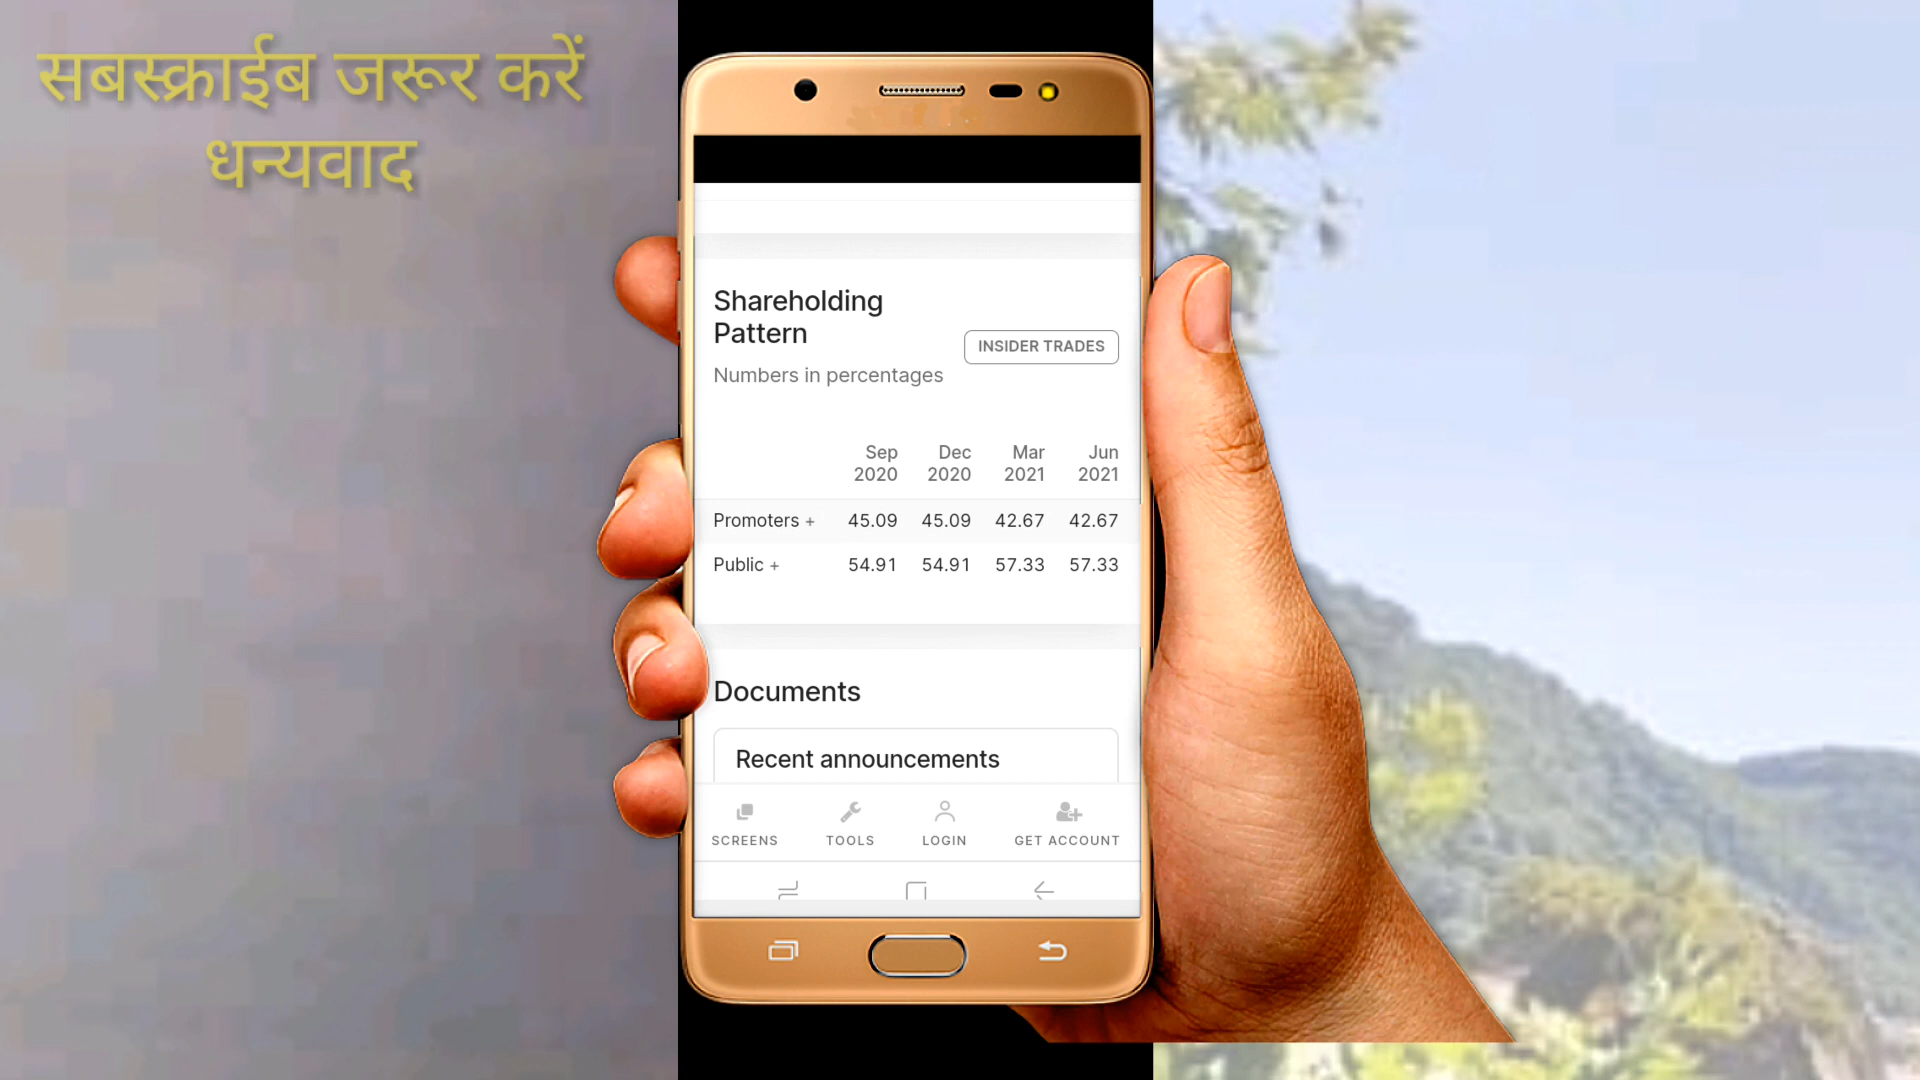 सबस्क्राईब जरूर करें
धन्यवाद
Shareholding
Pattern
INSIDER TRADES
Numbers in percentages
Sep Dec Mar Jun
2020 2020 2021 2021
Promoters + 45.09 45.09 42.67 42.67
Public + 54.91 54.91 57.33 57.33
Documents
Recent announcements
SCREENS TOOLS LOGIN GET ACCOUNT